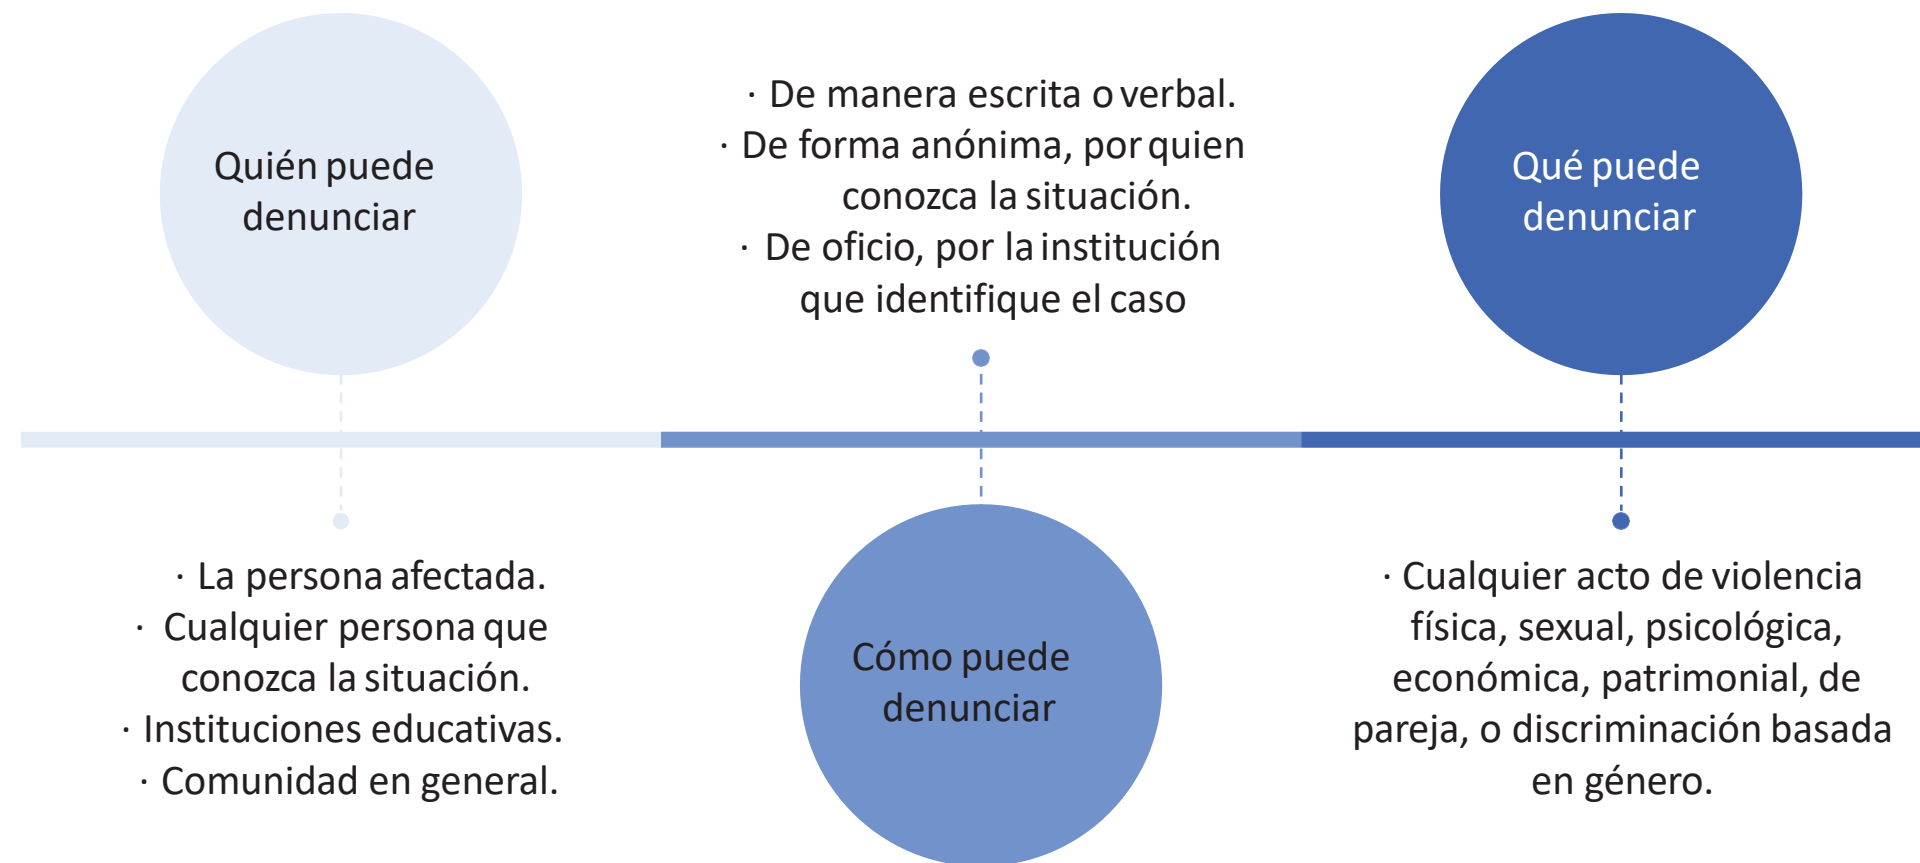 Quién puede
denunciar
· La persona afectada.
· Cualquier persona que
conozca la situación.
· Instituciones educativas.
· Comunidad en general.
· De manera escrita o verbal.
· De forma anónima, por quien
conozca la situación.
· De oficio, por la institución
que identifique el caso
Cómo puede
denunciar
Qué puede
denunciar
· Cualquier acto de violencia
física, sexual, psicológica,
económica, patrimonial, de
pareja, o discriminación basada
en género.